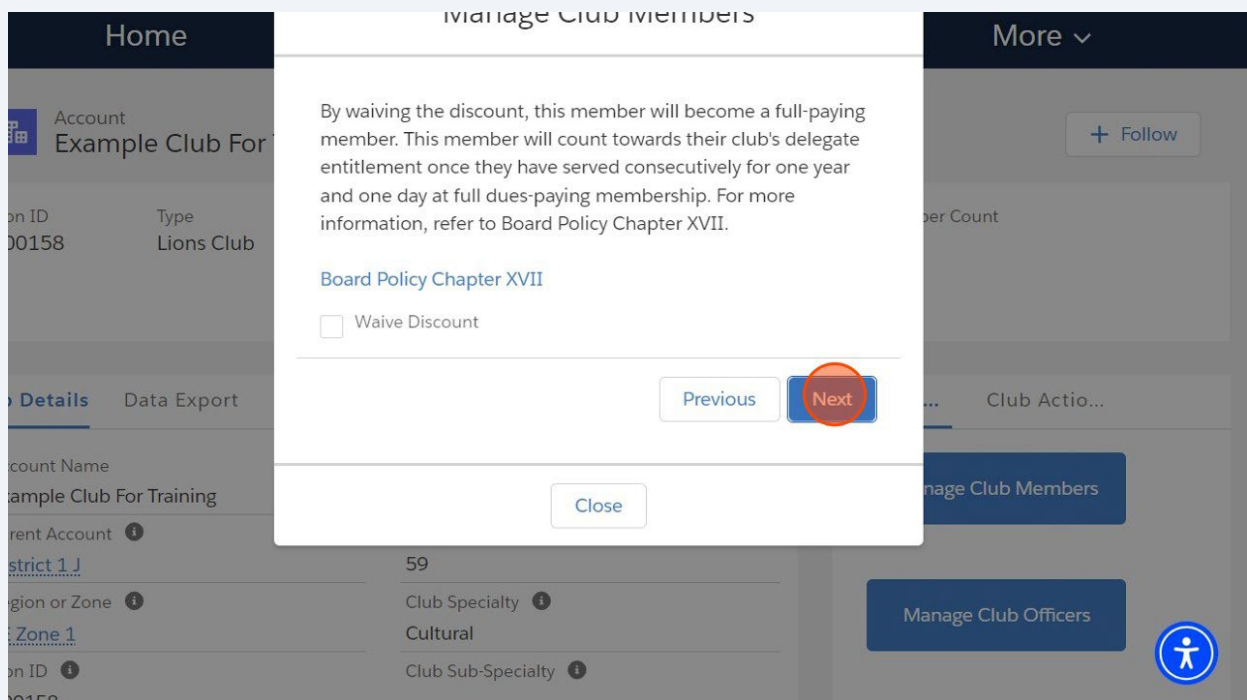 Manage Club Members
Home
More
Account
Example Club For
+ Follow
By waiving the discount, this member will become a full-paying
member. This member will count towards their club's delegate
entitlement once they have served consecutively for one year
and one day at full dues-paying membership. For more
information, refer to Board Policy Chapter XVII.
on ID
Type
ber Count
00158
Lions Club
Board Policy Chapter XVII
Waive Discount
Previous
Next
Details
Data Export
...
Club Actio...
ccount Name
xample Club For Training
nage Club Members
Close
rent Account
strict 1 J
59
egion or Zone
Club Specialty
Zone 1
Cultural
Manage Club Officers
on ID
Club Sub-Specialty